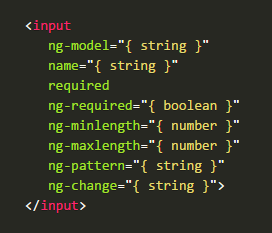 <input
ng-model="{ string }"
name="{ string }"
required
ng-required="{ boolean }"
ng-minlength="{ number }"
ng-maxlength="{ number }"
ng-pattern="{ string }"
ng-change="{ string }">
</input>